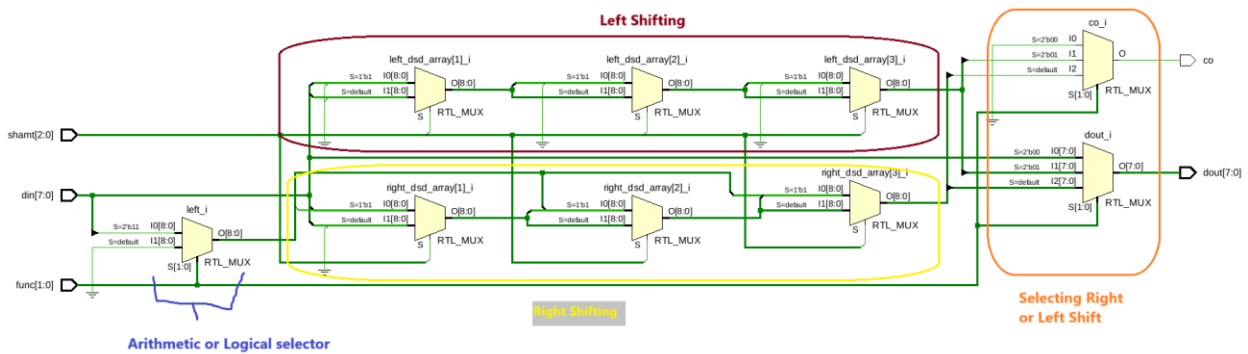 Left Shifting
co_i
S=2'b00 I0
S=2'b01 I1 O
S=default I2
S[1:0] RTL_MUX
co
left_dsd_array[1]_i
S=1'b1 I0[8:0]
S=default I1[8:0] O[8:0]
S RTL_MUX
left_dsd_array[2]_i
S=1'b1 I0[8:0]
S=default I1[8:0] O[8:0]
S RTL_MUX
left_dsd_array[3]_i
S=1'b1 I0[8:0]
S=default I1[8:0] O[8:0]
S RTL_MUX
shamt[2:0]
dout_i
S=2'b00 I0[7:0]
S=2'b01 I1[7:0] O[7:0]
S=default I2[7:0]
S[1:0] RTL_MUX
dout[7:0]
din[7:0]
right_dsd_array[1]_i
S=1'b1 I0[8:0]
S=default I1[8:0] O[8:0]
S RTL_MUX
right_dsd_array[2]_i
S=1'b1 I0[8:0]
S=default I1[8:0] O[8:0]
S RTL_MUX
right_dsd_array[3]_i
S=1'b1 I0[8:0]
S=default I1[8:0] O[8:0]
S RTL_MUX
left_i
S=2'b11 I0[8:0]
S=default I1[8:0] O[8:0]
S[1:0] RTL_MUX
func[1:0]
Right Shifting
Selecting Right
or Left Shift
Arithmetic or Logical selector